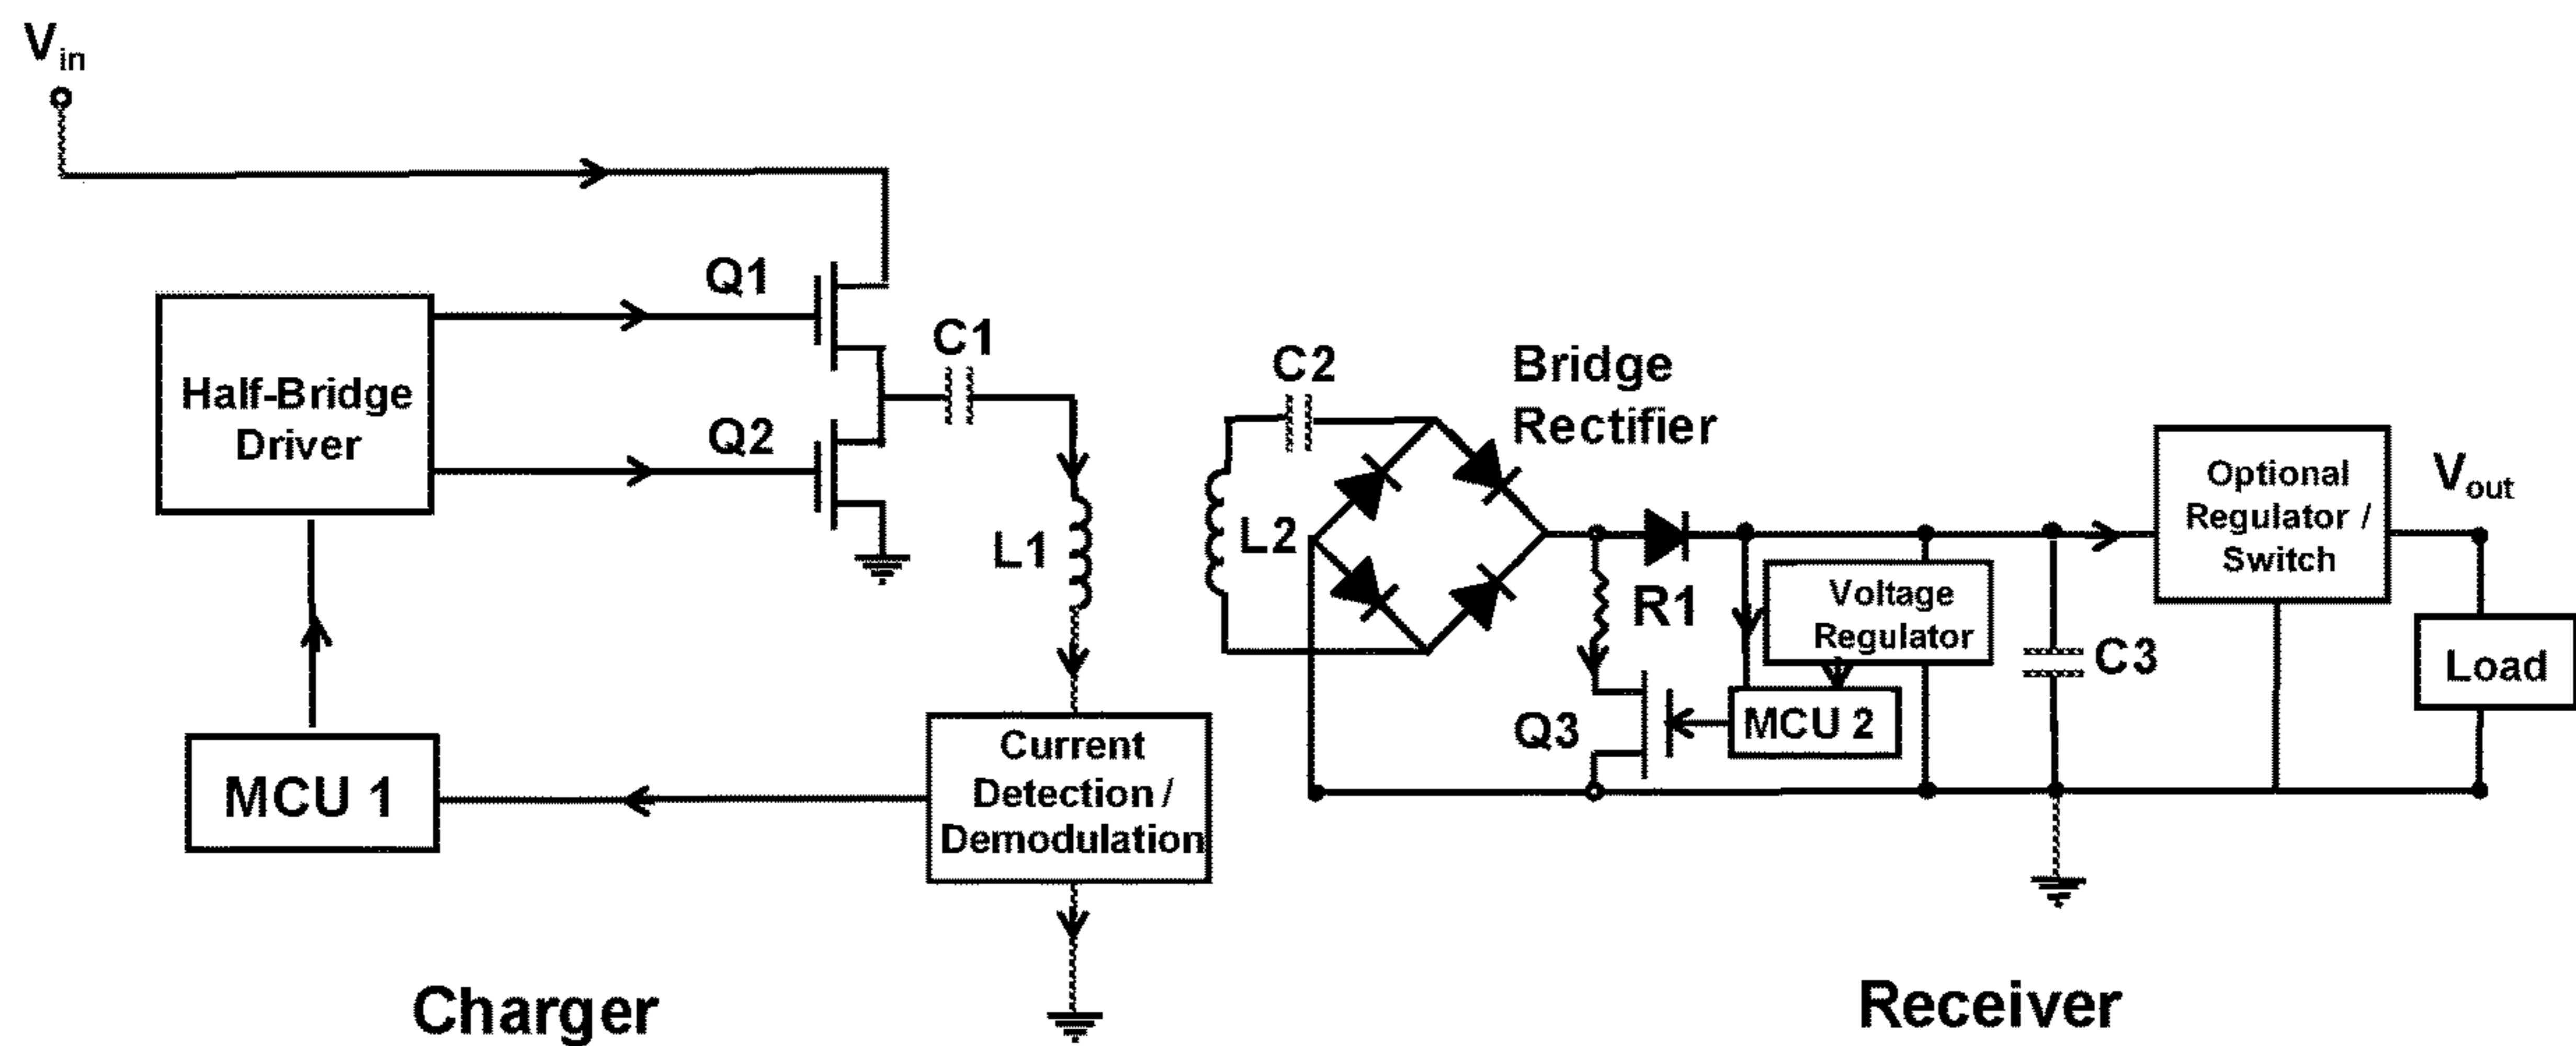 Vin
Q1
Half-Bridge
Driver
Q2
C1
L1
MCU 1
Current
Detection /
Demodulation
Charger
C2
L2
Bridge
Rectifier
R1
Q3
Voltage
Regulator
MCU 2
C3
Optional
Regulator /
Switch
Vout
Load
Receiver